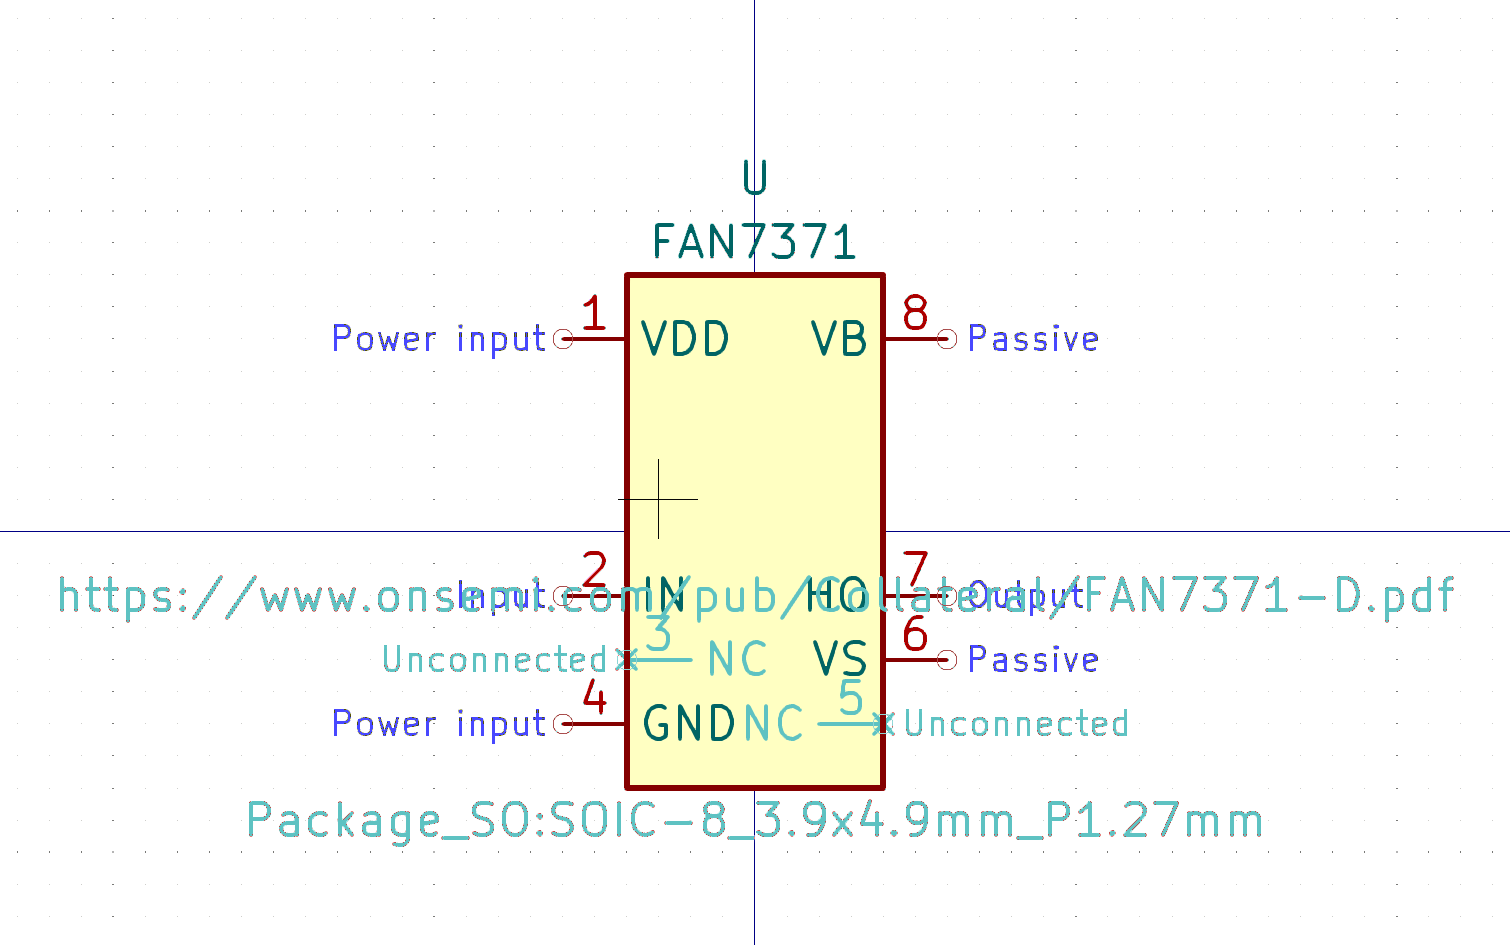 U
FAN7371
1 8
Power input VDD VB Passive
2 7
Input IN HO Output
https://www.onsemi.com/pub/Collateral/FAN7371-D.pdf
3 6
Unconnected NC VS Passive
4 5
Power input GND NC Unconnected
Package_SO:SOIC-8_3.9x4.9mm_P1.27mm